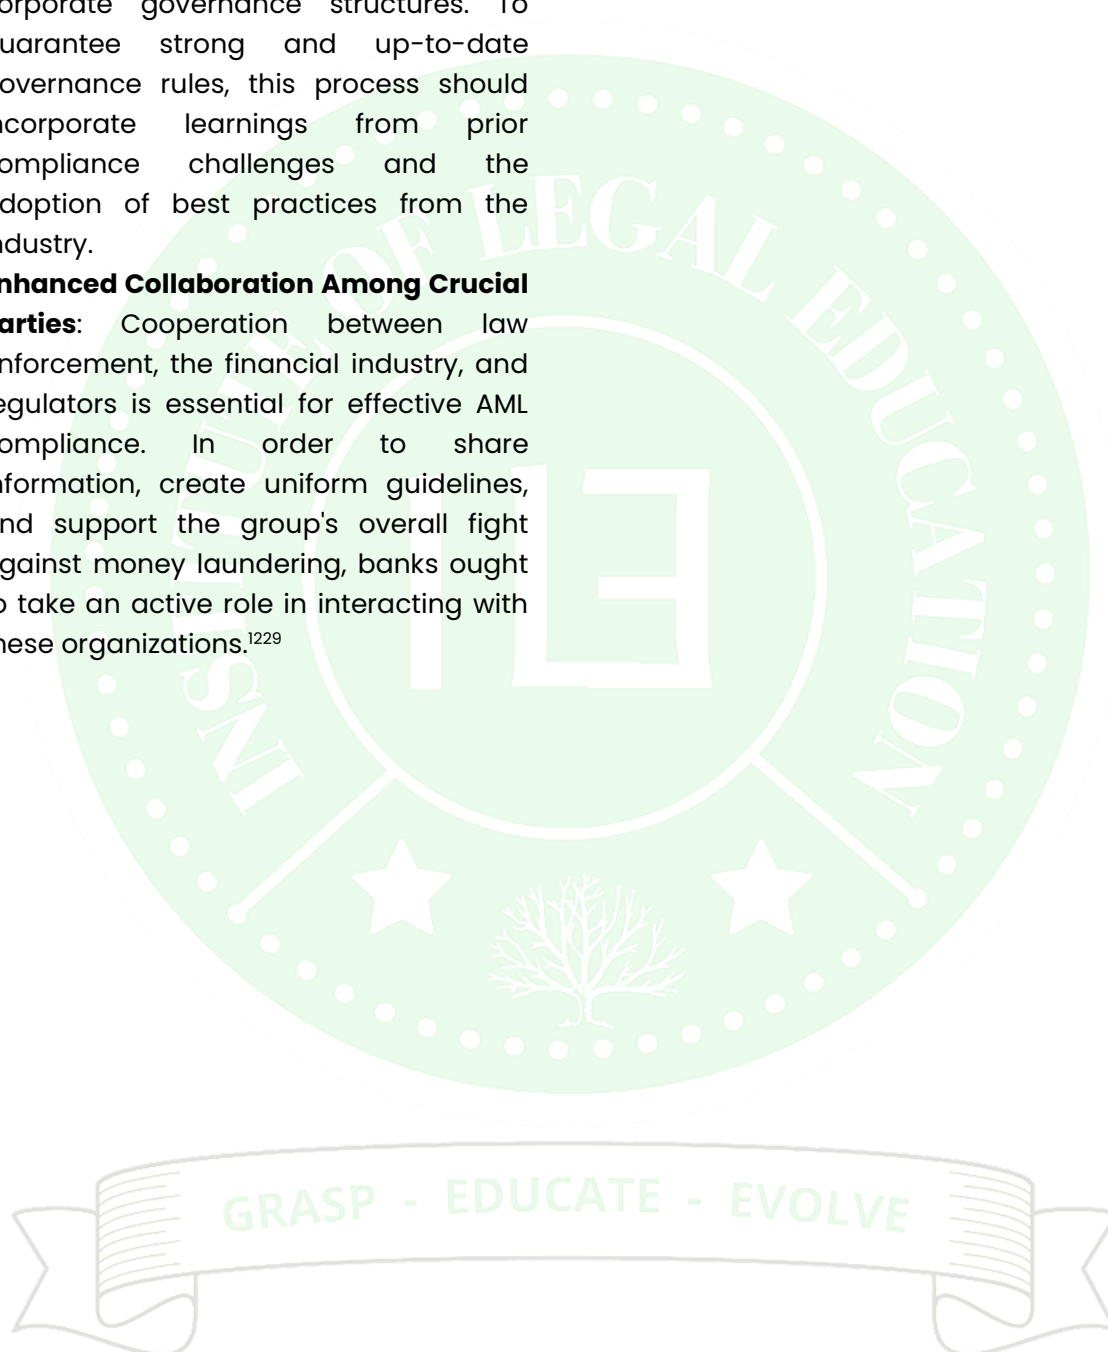 orporate governance structures. To
uarantee strong and up-to-date
overnance rules, this process should
ncorporate learnings from prior
ompliance challenges and the
doption of best practices from the
ndustry.
nhanced Collaboration Among Crucial
arties: Cooperation between law
nforcement, the financial industry, and
egulators is essential for effective AML
ompliance. In order to share
nformation, create uniform guidelines,
nd support the group's overall fight
gainst money laundering, banks ought
o take an active role in interacting with
hese organizations.1229
INSTITUTE OF LEGAL EDUCATION
GRASP - EDUCATE - EVOLVE